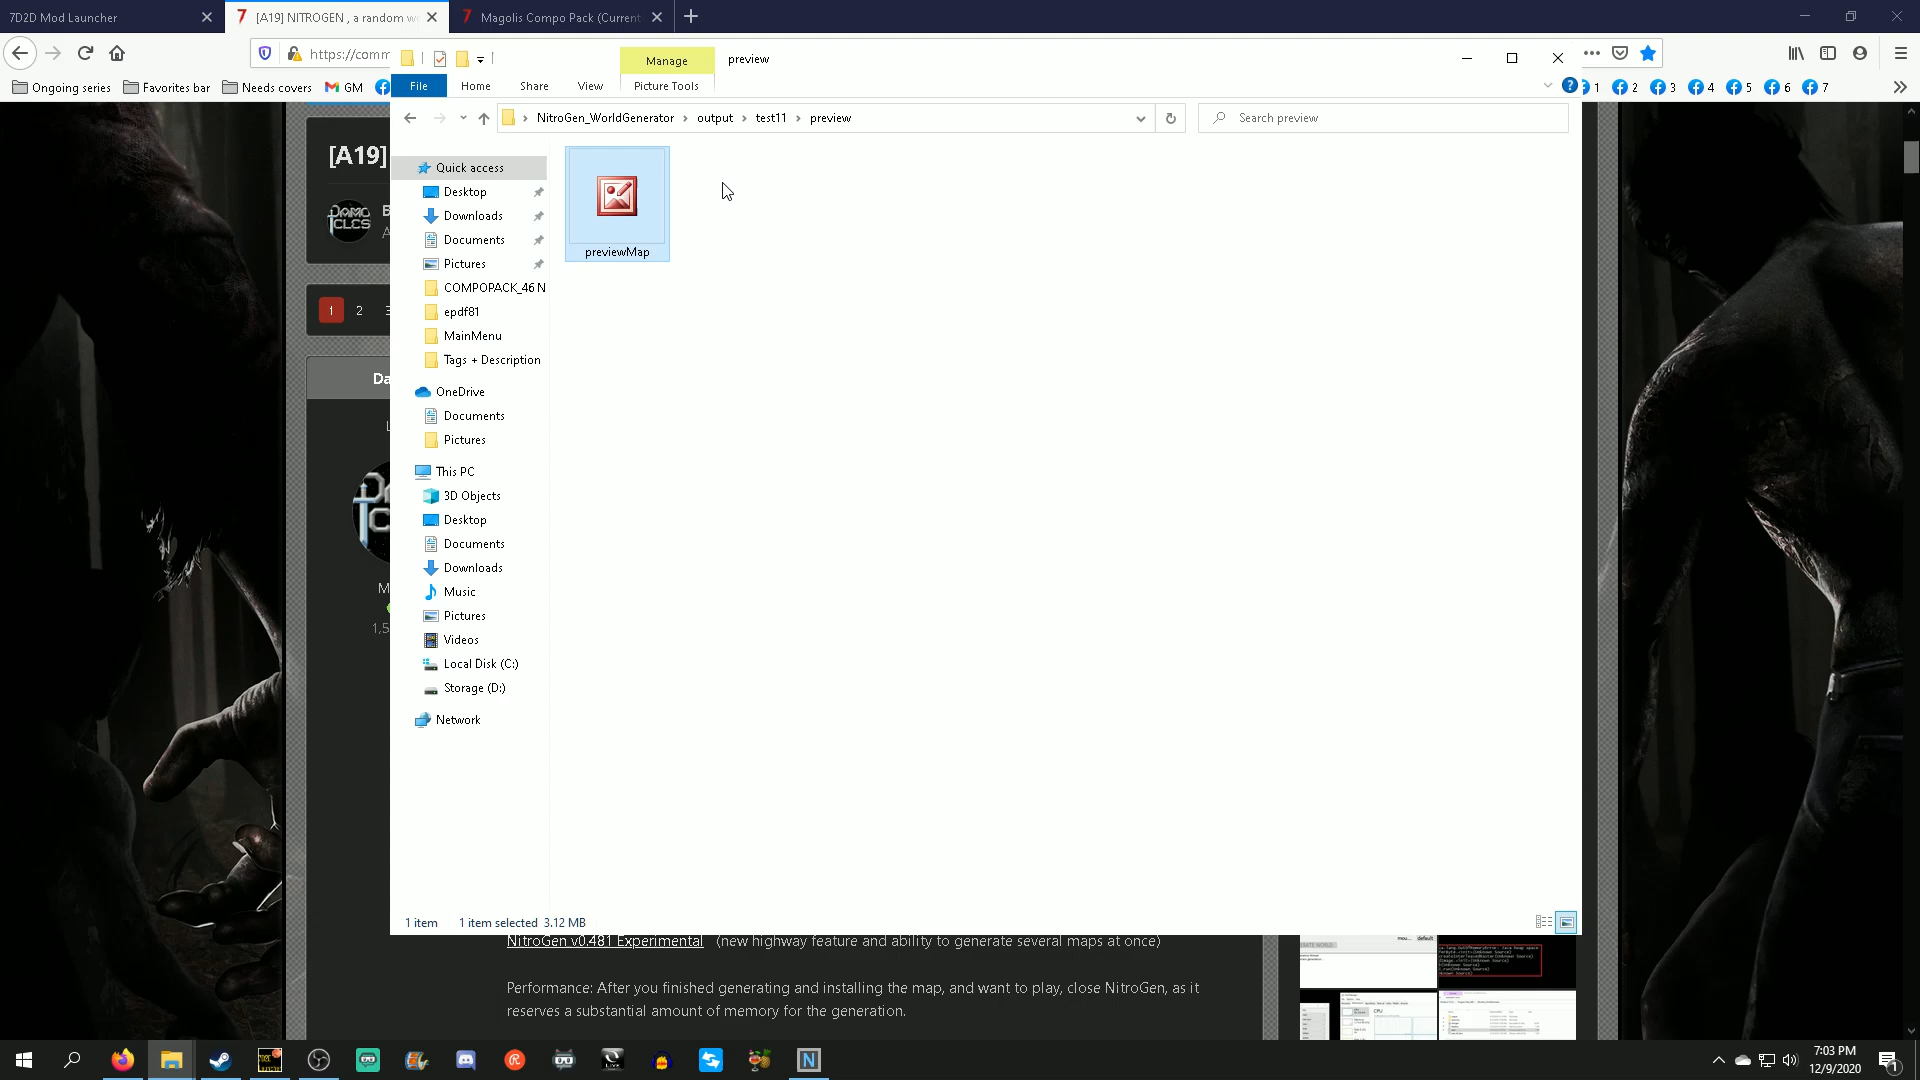 7D2D Mod Launcher
[A19] NITROGEN , a random wo
Magolis Compo Pack (Current
https://comm
Manage
preview
Ongoing series
Favorites bar
Needs covers
GM
1
2
3
4
5
6
7
File
Home
Share
View
Picture Tools
NitroGen_WorldGenerator > output > test11 > preview
Search preview
[A19]
1 2
Quick access
Desktop
Downloads
Documents
Pictures
COMPOPACK_46 N
epdf81
MainMenu
Tags + Description
OneDrive
Documents
Pictures
This PC
3D Objects
Desktop
Documents
Downloads
Music
Pictures
Videos
Local Disk (C:)
Storage (D:)
Network
previewMap
Da
1,5
1 item
1 item selected 3.12 MB
NitroGen v0.481 Experimental (new highway feature and ability to generate several maps at once)
Performance: After you finished generating and installing the map, and want to play, close NitroGen, as it
reserves a substantial amount of memory for the generation.
7:03 PM
12/9/2020